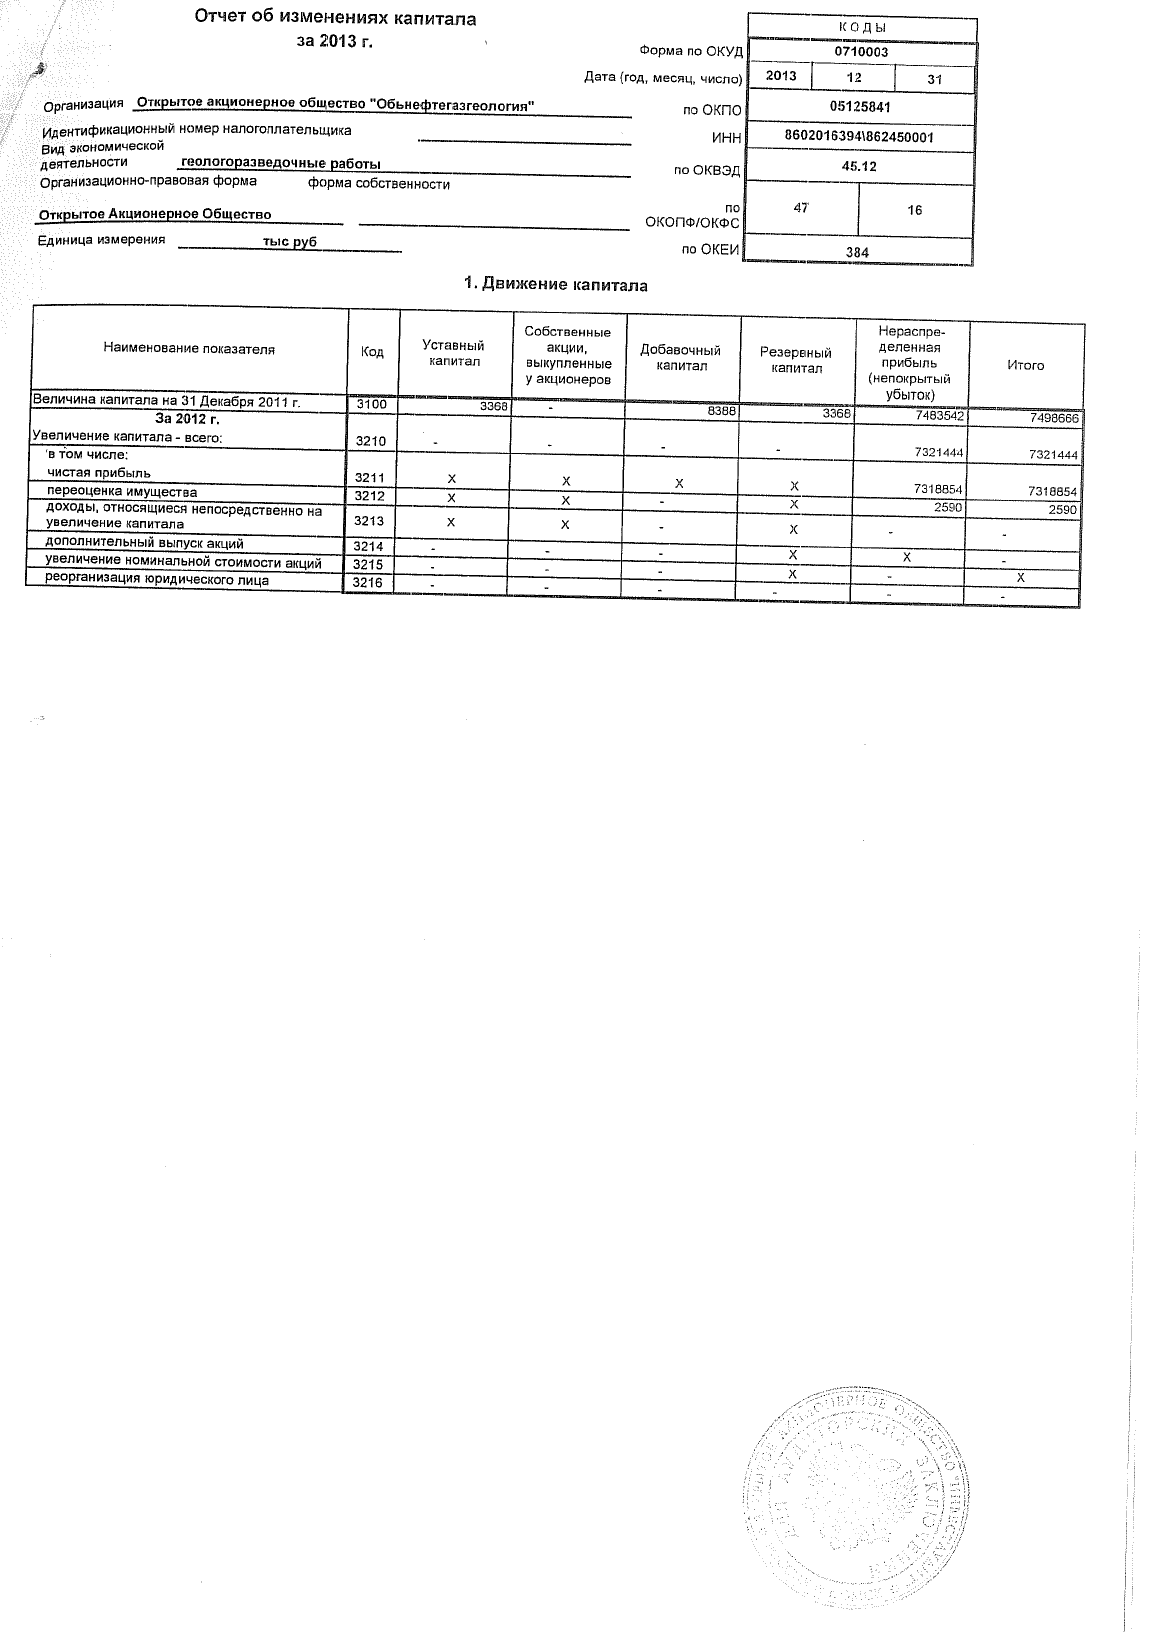 Отчет об изменениях капитала
за 2013 г.
К О Д Ы
Форма по ОКУД 0710003
Дата (год, месяц, число) 2013 12 31
Организация Открытое акционерное общество "Обьнефтегазгеология" по ОКПО 05125841
Идентификационный номер налогоплательщика ИНН 8602016394\862450001
Вид экономической
деятельности геологоразведочные работы по ОКВЭД 45.12
Организационно-правовая форма форма собственности
Открытое Акционерное Общество по
ОКОПФ/ОКФС 47 16
Единица измерения тыс руб по ОКЕИ 384
1. Движение капитала
Наименование показателя Код Уставный капитал Собственные акции, выкупленные у акционеров Добавочный капитал Резервный капитал Нераспре-деленная прибыль (непокрытый убыток) Итого
Величина капитала на 31 Декабря 2011 г. 3100 3368 - 8388 3368 7483542 7498666
За 2012 г.
Увеличение капитала - всего: 3210 - - - - 7321444 7321444
в том числе:
чистая прибыль 3211 X X X X 7318854 7318854
переоценка имущества 3212 X X - X 2590 2590
доходы, относящиеся непосредственно на
увеличение капитала 3213 X X - X - -
дополнительный выпуск акций 3214 - - - X X -
увеличение номинальной стоимости акций 3215 - - - X - X
реорганизация юридического лица 3216 - - - - - -
АКЦИОНЕРНОЕ ОБЩЕСТВО
ДЛЯ АУДИТОРСКИХ ЗАКЛЮЧЕНИЙ